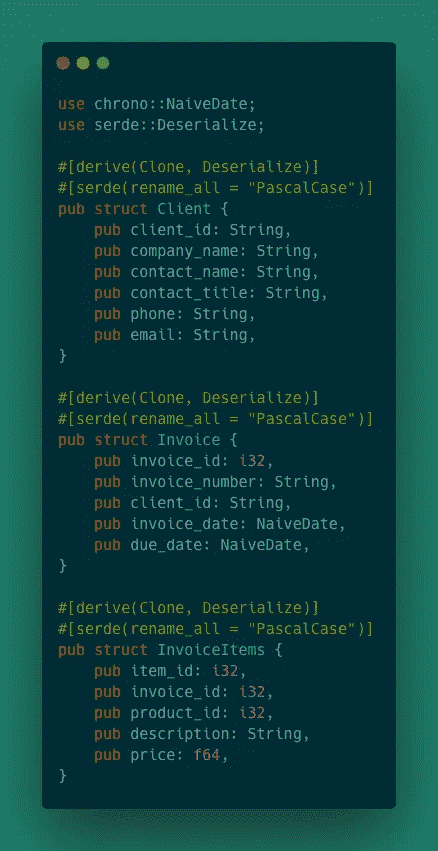 use chrono::NaiveDate;
use serde::Deserialize;
#[derive(Clone, Deserialize)]
#[serde(rename_all = "PascalCase")]
pub struct Client {
    pub client_id: String,
    pub company_name: String,
    pub contact_name: String,
    pub contact_title: String,
    pub phone: String,
    pub email: String,
}
#[derive(Clone, Deserialize)]
#[serde(rename_all = "PascalCase")]
pub struct Invoice {
    pub invoice_id: i32,
    pub invoice_number: String,
    pub client_id: String,
    pub invoice_date: NaiveDate,
    pub due_date: NaiveDate,
}
#[derive(Clone, Deserialize)]
#[serde(rename_all = "PascalCase")]
pub struct InvoiceItems {
    pub item_id: i32,
    pub invoice_id: i32,
    pub product_id: i32,
    pub description: String,
    pub price: f64,
}